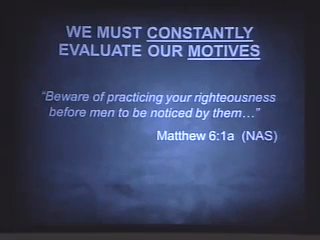 WE MUST CONSTANTLY
EVALUATE OUR MOTIVES
“Beware of practicing your righteousness
before men to be noticed by them…”
Matthew 6:1a (NAS)